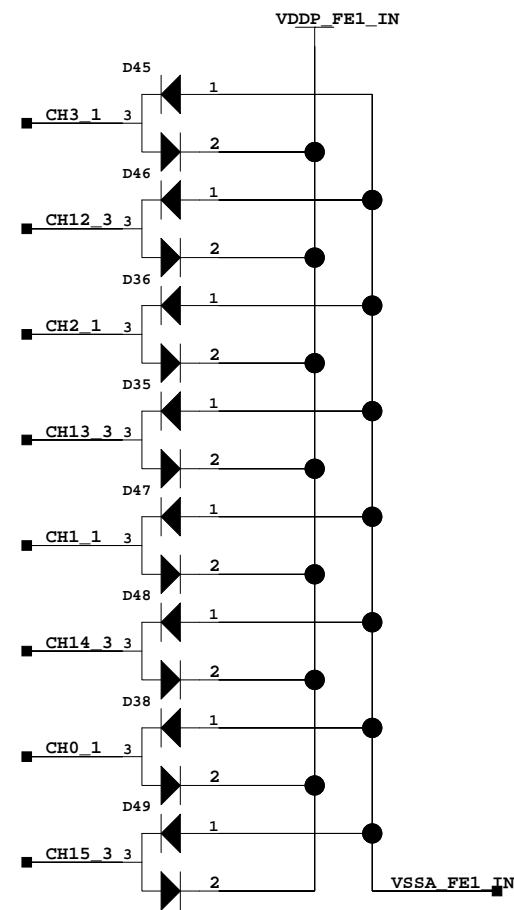 VDDP_FE1_IN
D45
1
CH3_1 3
2
D46
1
CH12_3 3
2
D36
1
CH2_1 3
2
D35
1
CH13_3 3
2
D47
1
CH1_1 3
2
D48
1
CH14_3 3
2
D38
1
CH0_1 3
2
D49
1
CH15_3 3
2 VSSA_FE1_IN